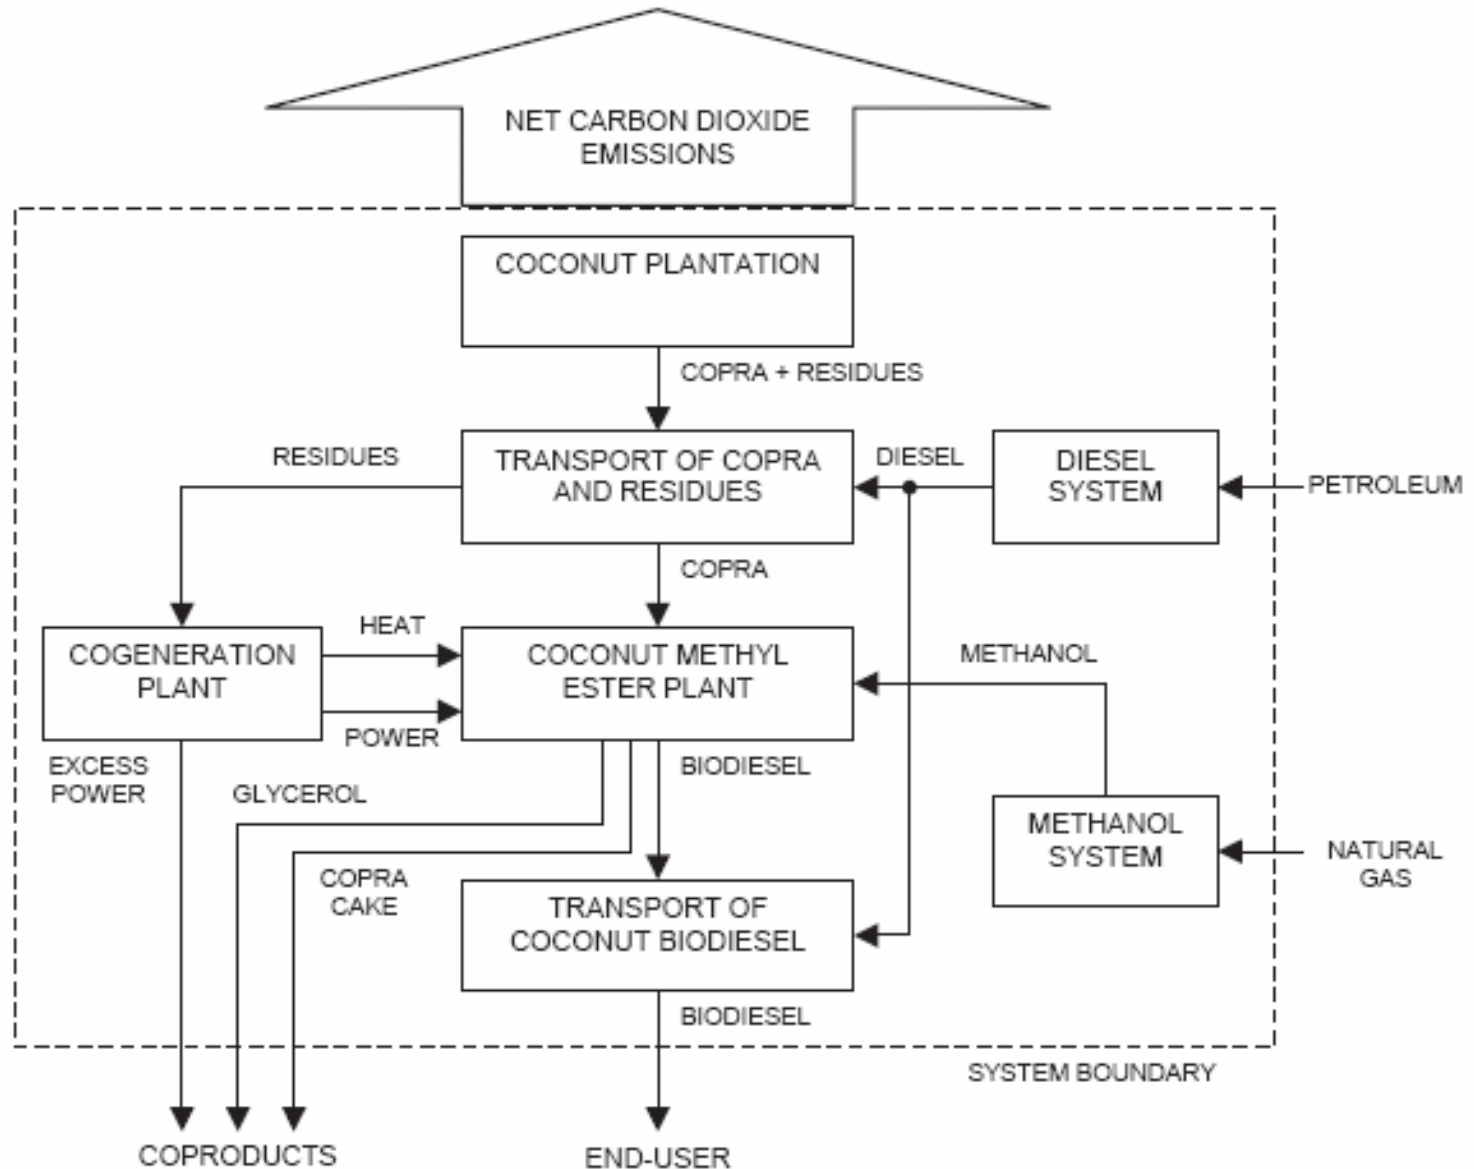 NET CARBON DIOXIDE
EMISSIONS
COCONUT PLANTATION
COPRA + RESIDUES
RESIDUES
TRANSPORT OF COPRA
AND RESIDUES
DIESEL
DIESEL
SYSTEM
PETROLEUM
COPRA
HEAT
COGENERATION
PLANT
COCONUT METHYL
ESTER PLANT
METHANOL
POWER
EXCESS
POWER
GLYCEROL
BIODIESEL
METHANOL
SYSTEM
NATURAL
GAS
COPRA
CAKE
TRANSPORT OF
COCONUT BIODIESEL
BIODIESEL
SYSTEM BOUNDARY
COPRODUCTS
END-USER